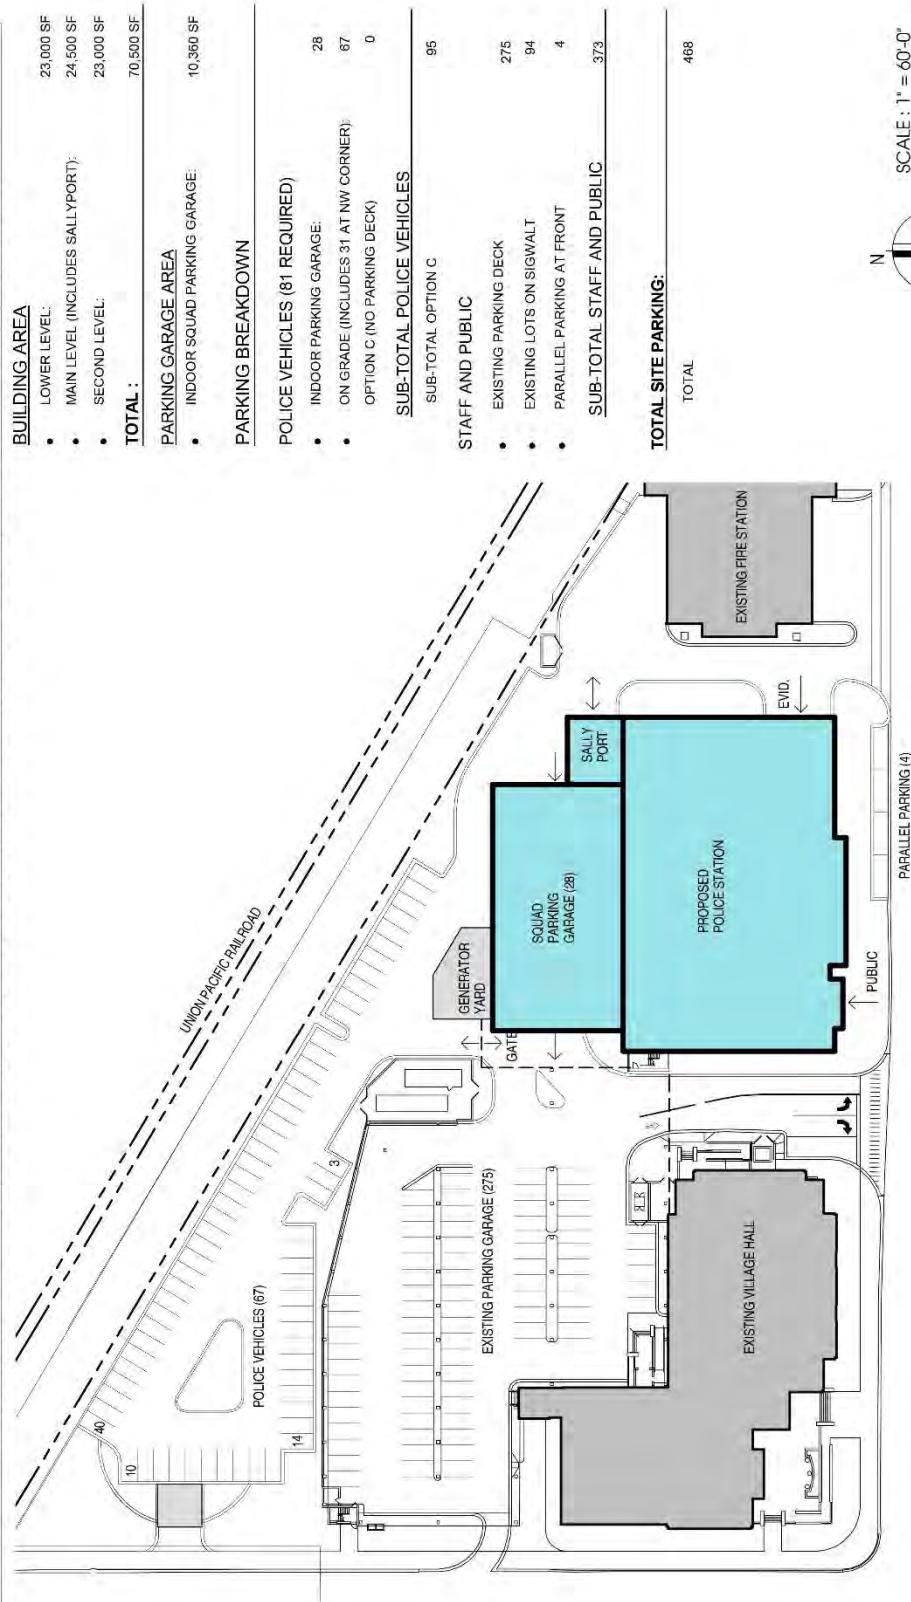 BUILDING AREA
• LOWER LEVEL: 23,000 SF
• MAIN LEVEL (INCLUDES SALLYPORT): 24,500 SF
• SECOND LEVEL: 23,000 SF
TOTAL : 70,500 SF
PARKING GARAGE AREA
• INDOOR SQUAD PARKING GARAGE: 10,360 SF
PARKING BREAKDOWN
POLICE VEHICLES (81 REQUIRED)
• INDOOR PARKING GARAGE: 28
• ON GRADE (INCLUDES 31 AT NW CORNER): 67
OPTION C (NO PARKING DECK) 0
SUB-TOTAL POLICE VEHICLES
SUB-TOTAL OPTION C 95
STAFF AND PUBLIC
• EXISTING PARKING DECK 275
• EXISTING LOTS ON SIGWALT 94
• PARALLEL PARKING AT FRONT 4
SUB-TOTAL STAFF AND PUBLIC 373
TOTAL SITE PARKING:
TOTAL 468
N
SCALE : 1" = 60'-0"
UNION PACIFIC RAILROAD
40
10
14
3
POLICE VEHICLES (67)
GENERATOR
YARD
GATE
SQUAD
PARKING
GARAGE (28)
SALLY
PORT
EXISTING PARKING GARAGE (275)
PROPOSED
POLICE STATION
EVID.
EXISTING FIRE STATION
EXISTING VILLAGE HALL
PUBLIC
PARALLEL PARKING (4)